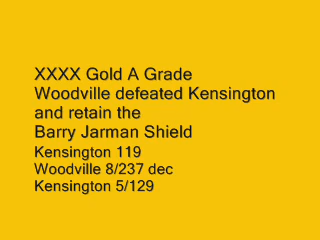 XXXX Gold A Grade
Woodville defeated Kensington
and retain the
Barry Jarman Shield
Kensington 119
Woodville 8/237 dec
Kensington 5/129